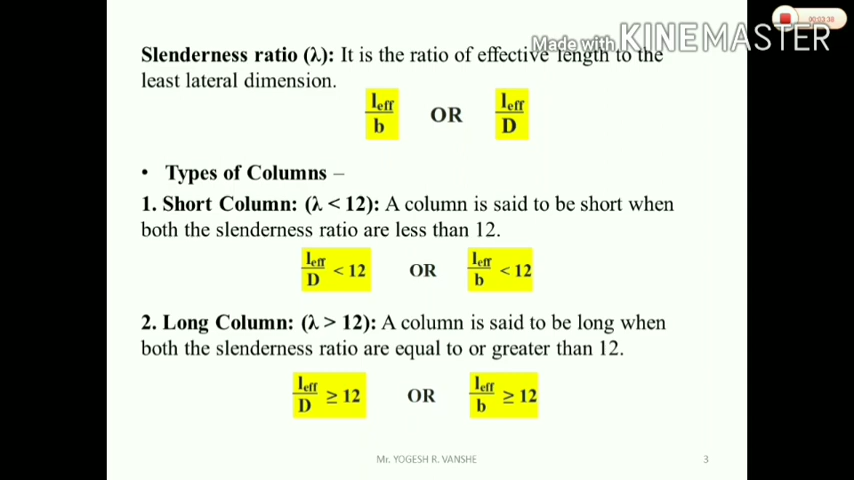 00:03:38
Made with KINEMASTER
Slenderness ratio (λ): It is the ratio of effective length to the
least lateral dimension.
leff/b OR leff/D
• Types of Columns –
1. Short Column: (λ < 12): A column is said to be short when
both the slenderness ratio are less than 12.
leff/D < 12 OR leff/b < 12
2. Long Column: (λ > 12): A column is said to be long when
both the slenderness ratio are equal to or greater than 12.
leff/D ≥ 12 OR leff/b ≥ 12
Mr. YOGESH R. VANSHE 3